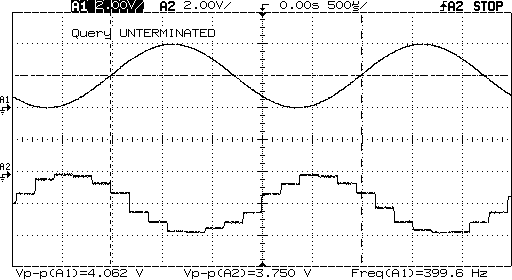 A1 2.00V/ A2 2.00V/ 0.00s 500µ/ ƒA2 STOP
Query UNTERMINATED
A1
A2
Vp-p(A1)=4.062 V Vp-p(A2)=3.750 V Freq(A1)=399.6 Hz